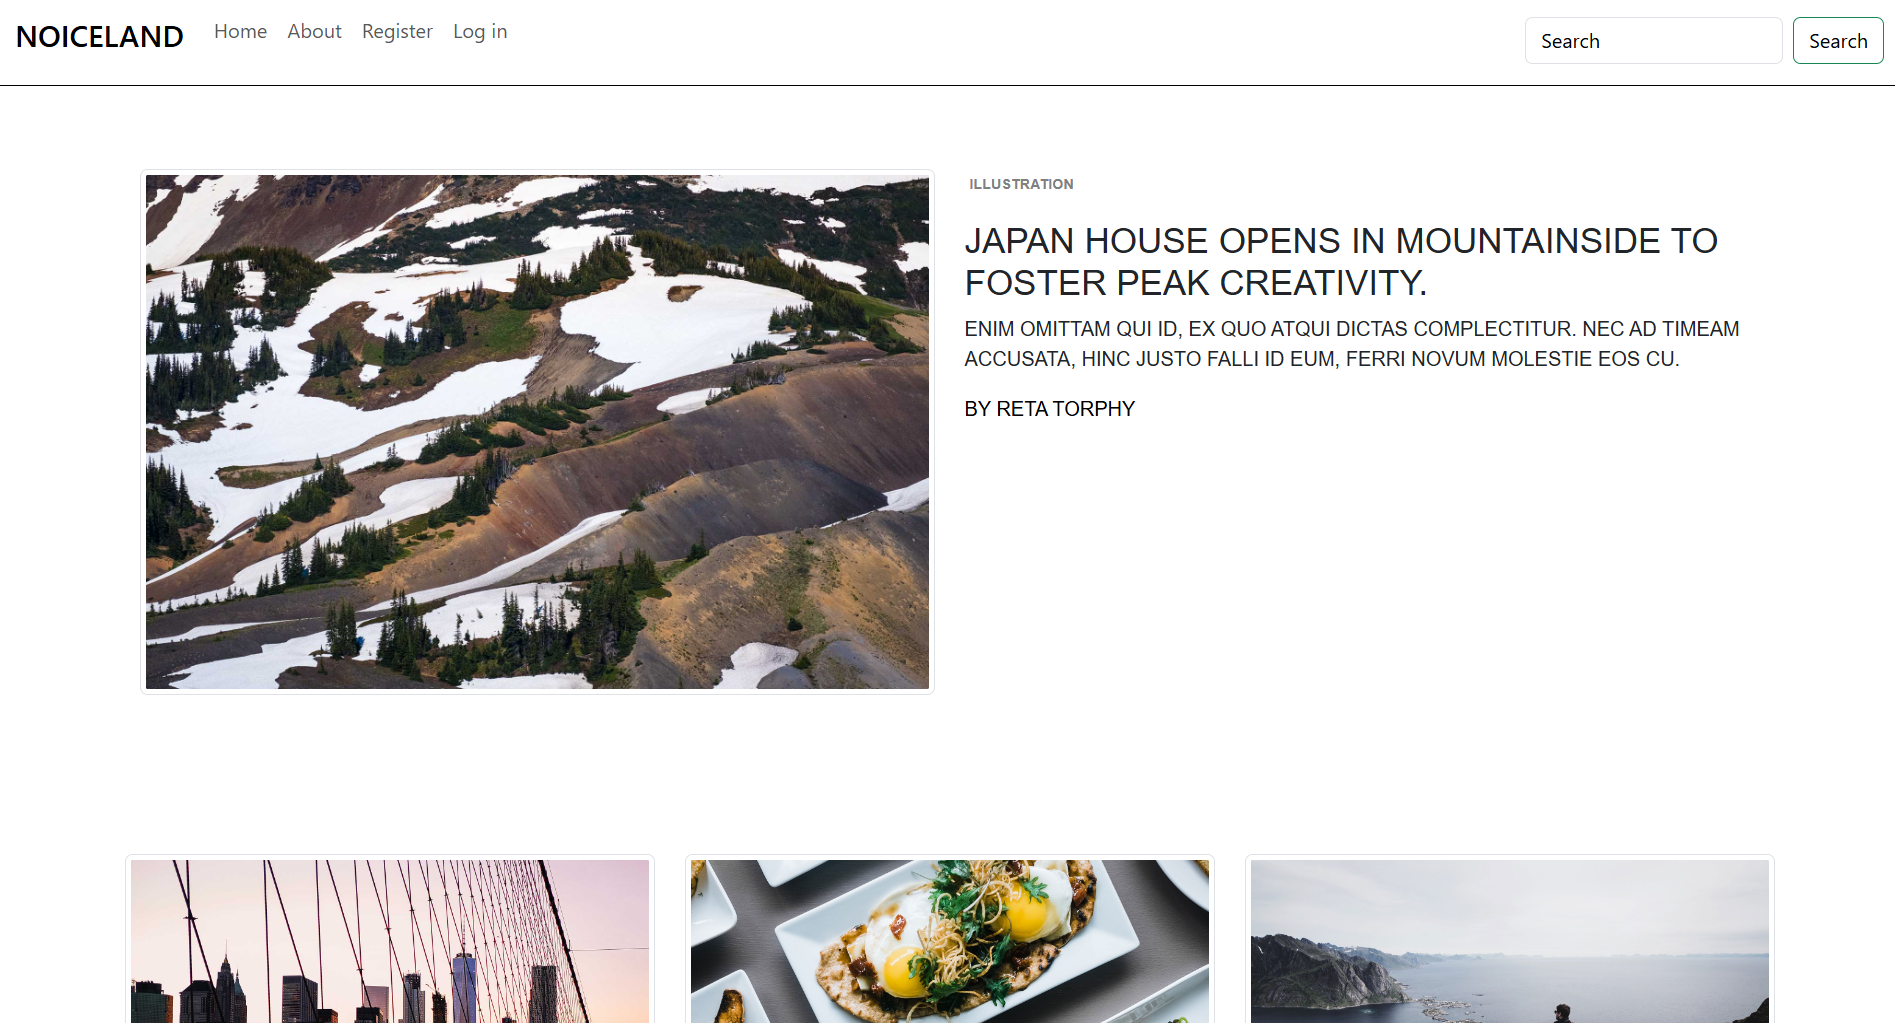 NOICELAND Home About Register Log in Search Search
ILLUSTRATION
JAPAN HOUSE OPENS IN MOUNTAINSIDE TO
FOSTER PEAK CREATIVITY.
ENIM OMITTAM QUI ID, EX QUO ATQUI DICTAS COMPLECTITUR. NEC AD TIMEAM
ACCUSATA, HINC JUSTO FALLI ID EUM, FERRI NOVUM MOLESTIE EOS CU.
BY RETA TORPHY